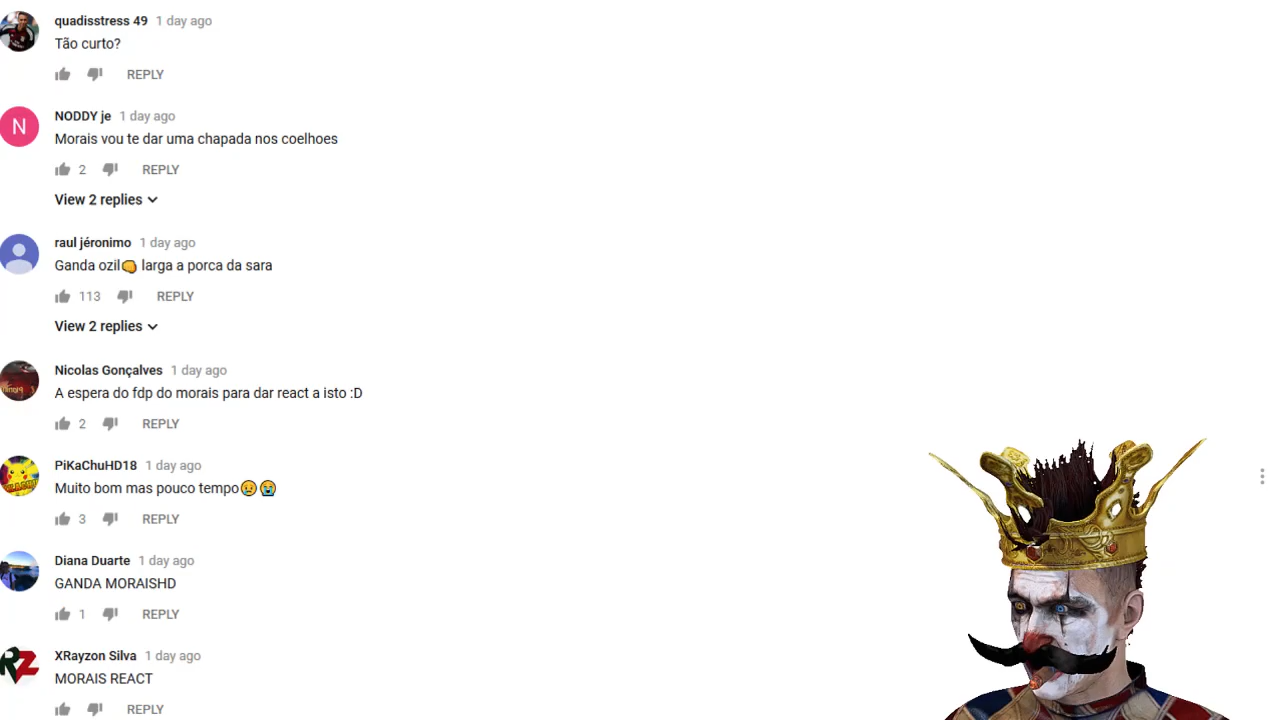 quadisstress 49 1 day ago
Tão curto?
REPLY
N
NODDY je 1 day ago
Morais vou te dar uma chapada nos coelhoes
2 REPLY
View 2 replies
raul jéronimo 1 day ago
Ganda ozil👊 larga a porca da sara
113 REPLY
View 2 replies
Nicolas Gonçalves 1 day ago
A espera do fdp do morais para dar react a isto :D
2 REPLY
PiKaChuHD18 1 day ago
Muito bom mas pouco tempo😢😭
3 REPLY
Diana Duarte 1 day ago
GANDA MORAISHD
1 REPLY
RZ
XRayzon Silva 1 day ago
MORAIS REACT
REPLY